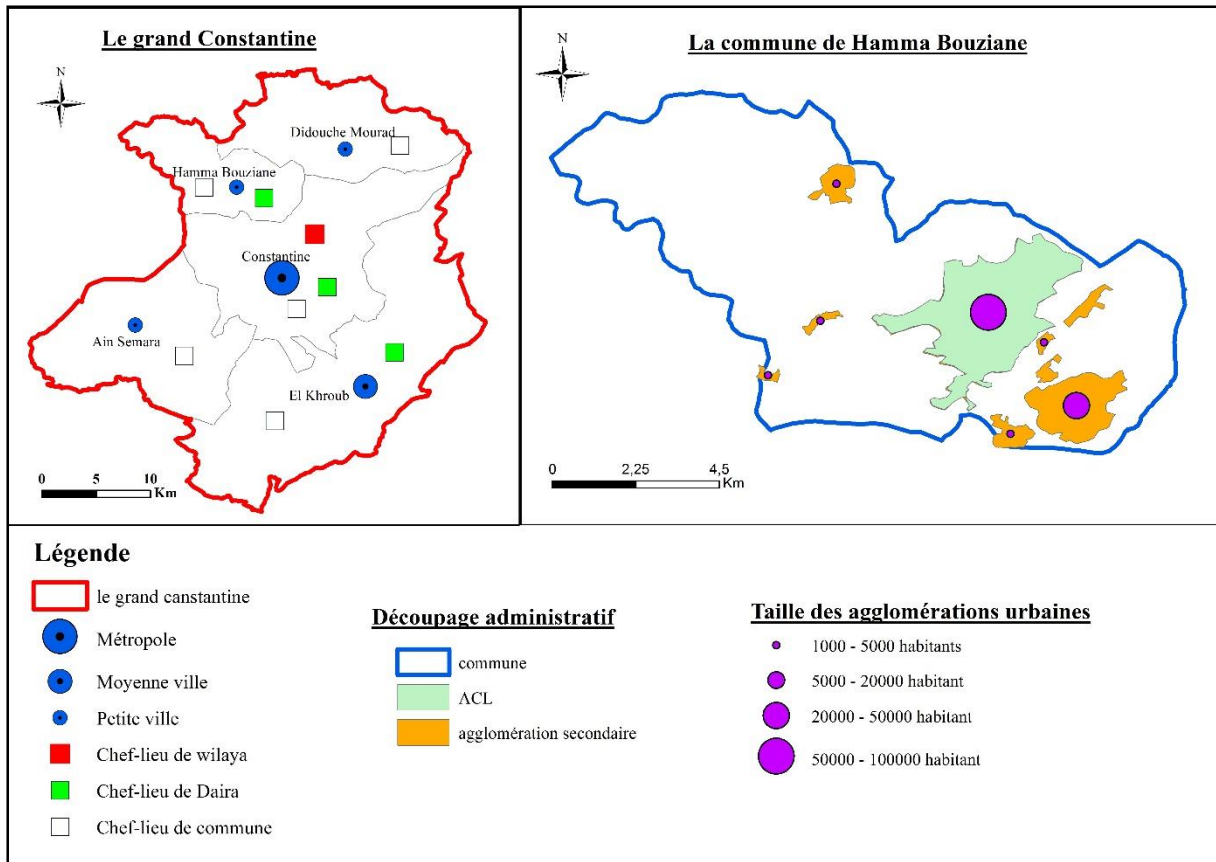 Le grand Constantine
N
Didouche Mourad
Hamma Bouziane
Constantine
Ain Semara
El Khroub
0 5 10
Km
La commune de Hamma Bouziane
N
0 2,25 4,5
Km
Légende
le grand canstantine
Métropole
Moyenne ville
Petite ville
Chef-lieu de wilaya
Chef-lieu de Daira
Chef-lieu de commune
Découpage administratif
commune
ACL
agglomération secondaire
Taille des agglomérations urbaines
1000 - 5000 habitants
5000 - 20000 habitant
20000 - 50000 habitant
50000 - 100000 habitant